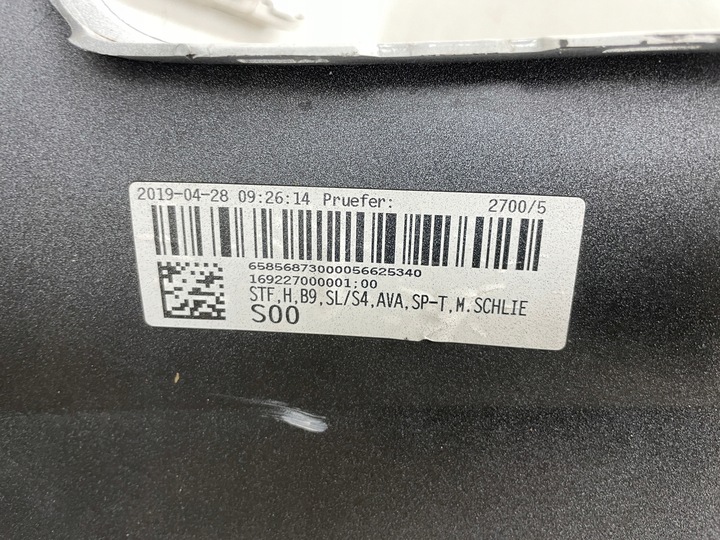 2019-04-28 09:26:14 Pruefer: 2700/5
65856873000056625340
169227000001;00
STF,H,B9,SL/S4,AVA,SP-T,M.SCHLIE
S00